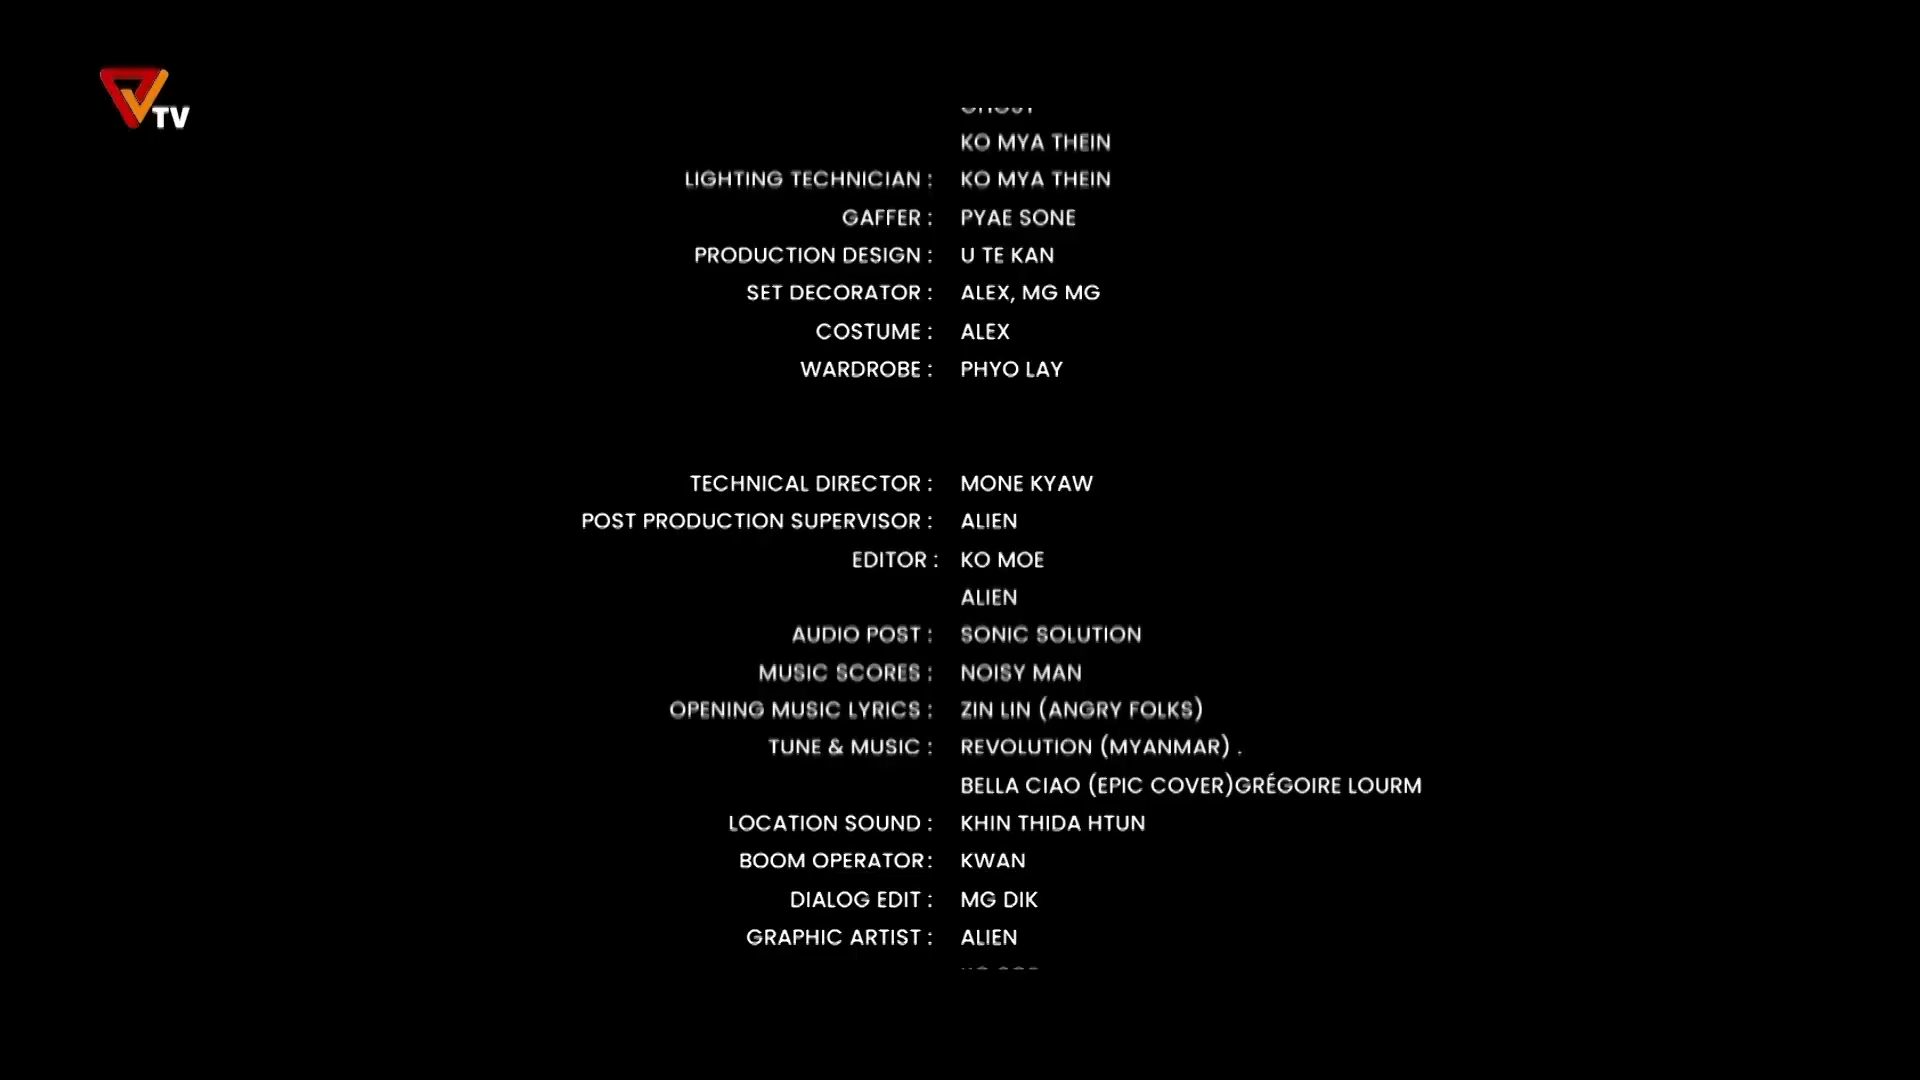 TV
KO MYA THEIN
LIGHTING TECHNICIAN : KO MYA THEIN
GAFFER : PYAE SONE
PRODUCTION DESIGN : U TE KAN
SET DECORATOR : ALEX, MG MG
COSTUME : ALEX
WARDROBE : PHYO LAY
TECHNICAL DIRECTOR : MONE KYAW
POST PRODUCTION SUPERVISOR : ALIEN
EDITOR : KO MOE
ALIEN
AUDIO POST : SONIC SOLUTION
MUSIC SCORES : NOISY MAN
OPENING MUSIC LYRICS : ZIN LIN (ANGRY FOLKS)
TUNE & MUSIC : REVOLUTION (MYANMAR) .
BELLA CIAO (EPIC COVER)GRÉGOIRE LOURM
LOCATION SOUND : KHIN THIDA HTUN
BOOM OPERATOR : KWAN
DIALOG EDIT : MG DIK
GRAPHIC ARTIST : ALIEN